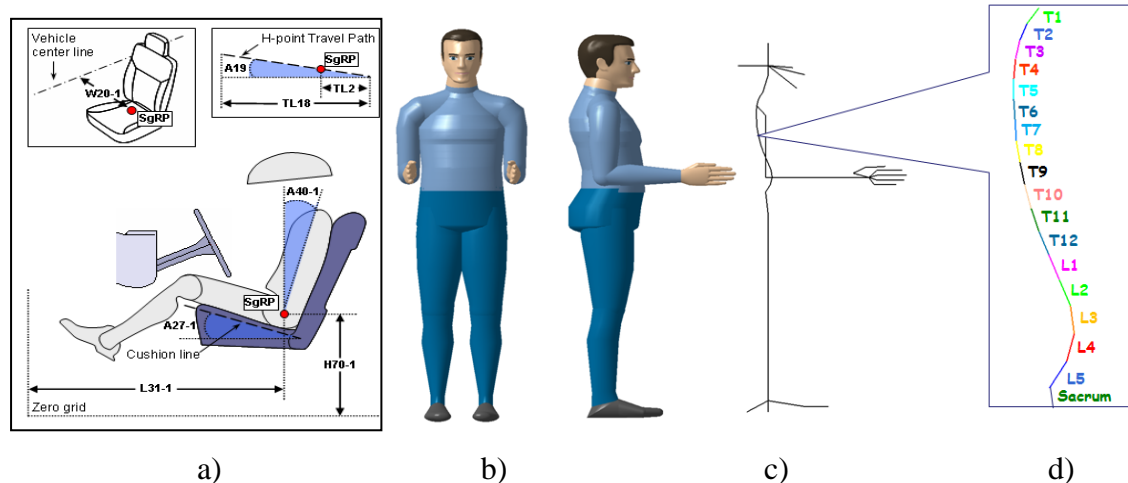 Vehicle
center line
W20-1
SgRP
H-point Travel Path
SgRP
A19
TL2
TL18
A40-1
SgRP
A27-1
Cushion line
H70-1
L31-1
Zero grid
T1
T2
T3
T4
T5
T6
T7
T8
T9
T10
T11
T12
L1
L2
L3
L4
L5
Sacrum
a) b) c) d)